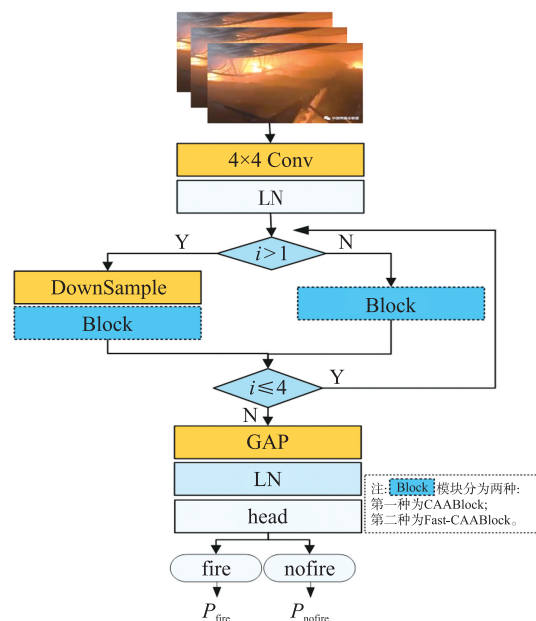 4×4 Conv
LN
i>1
Y
N
DownSample
Block
Block
i≤4
Y
N
GAP
LN
head
注: Block 模块分为两种:
第一种为CAABlock;
第二种为Fast-CAABlock。
fire
nofire
P_fire
P_nofire